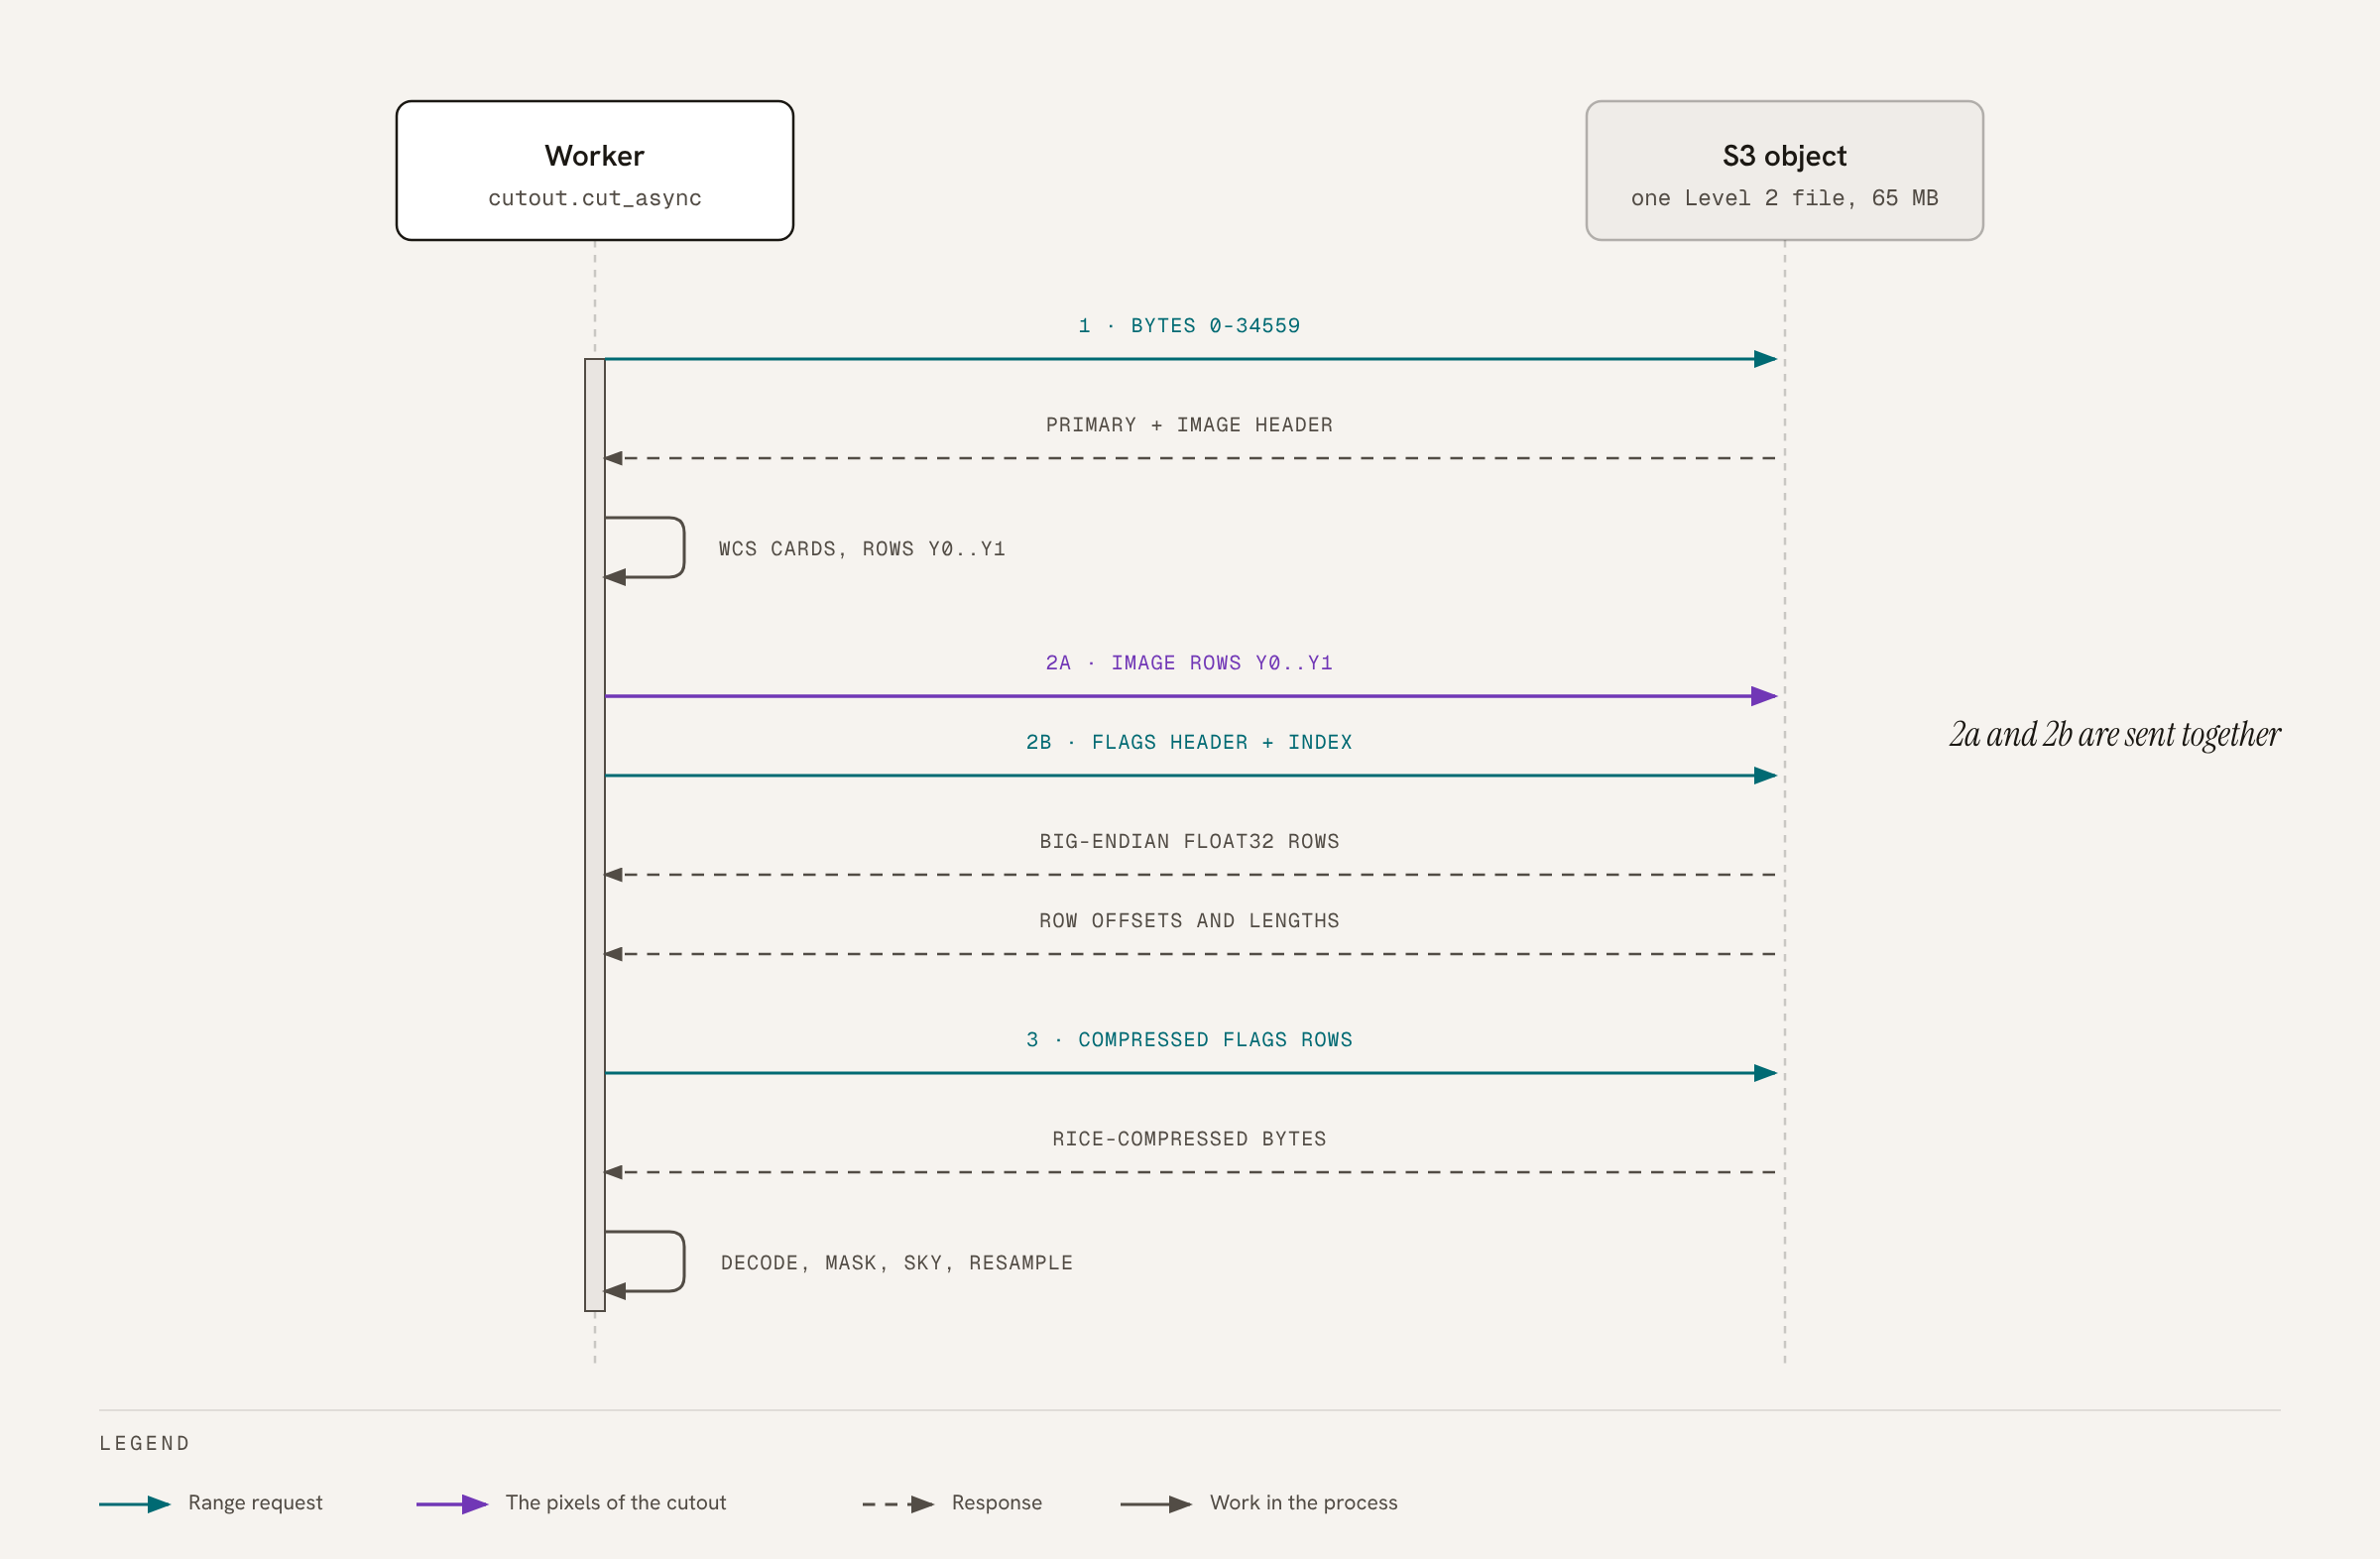 Worker
cutout.cut_async
S3 object
one Level 2 file, 65 MB
1 · BYTES 0-34559
PRIMARY + IMAGE HEADER
WCS CARDS, ROWS Y0..Y1
2A · IMAGE ROWS Y0..Y1
2a and 2b are sent together
2B · FLAGS HEADER + INDEX
BIG-ENDIAN FLOAT32 ROWS
ROW OFFSETS AND LENGTHS
3 · COMPRESSED FLAGS ROWS
RICE-COMPRESSED BYTES
DECODE, MASK, SKY, RESAMPLE
LEGEND
Range request
The pixels of the cutout
Response
Work in the process